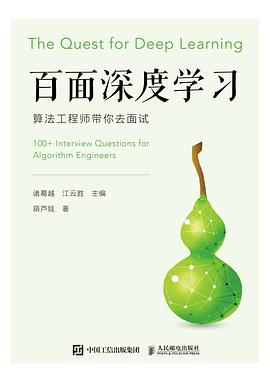 The Quest for Deep Learning
百面深度学习
算法工程师带你去面试
100+ Interview Questions for
Algorithm Engineers
诸葛越 江云胜 主编
葫芦娃 著
中国工信出版集团
人民邮电出版社
POSTS & TELECOM PRESS